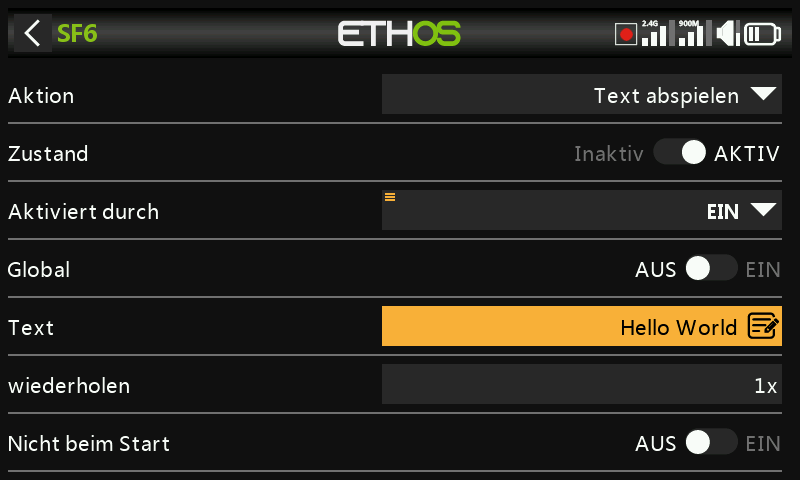 SF6 ETHOS 2.4G 900M
Aktion Text abspielen
Zustand Inaktiv AKTIV
Aktiviert durch EIN
Global AUS EIN
Text Hello World
wiederholen 1x
Nicht beim Start AUS EIN